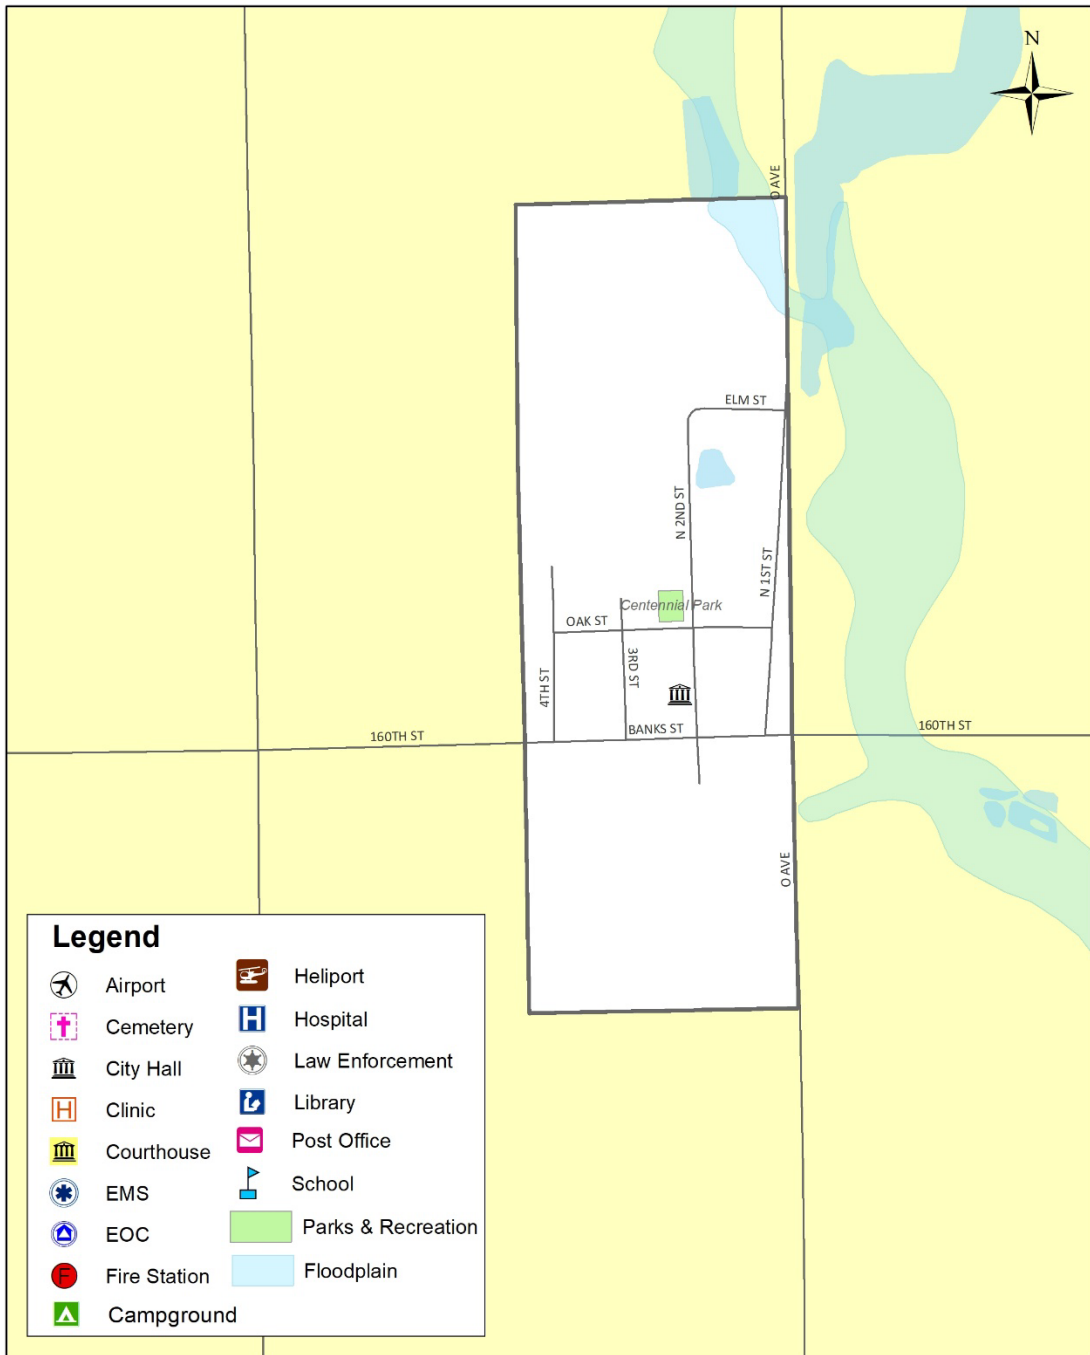 N
O AVE
ELM ST
N 2ND ST
N 1ST ST
Centennial Park
OAK ST
3RD ST
4TH ST
BANKS ST
160TH ST
160TH ST
O AVE
Legend
Airport
Cemetery
City Hall
H
Clinic
Courthouse
EMS
EOC
F
Fire Station
Campground
Heliport
H
Hospital
Law Enforcement
Library
Post Office
School
Parks & Recreation
Floodplain